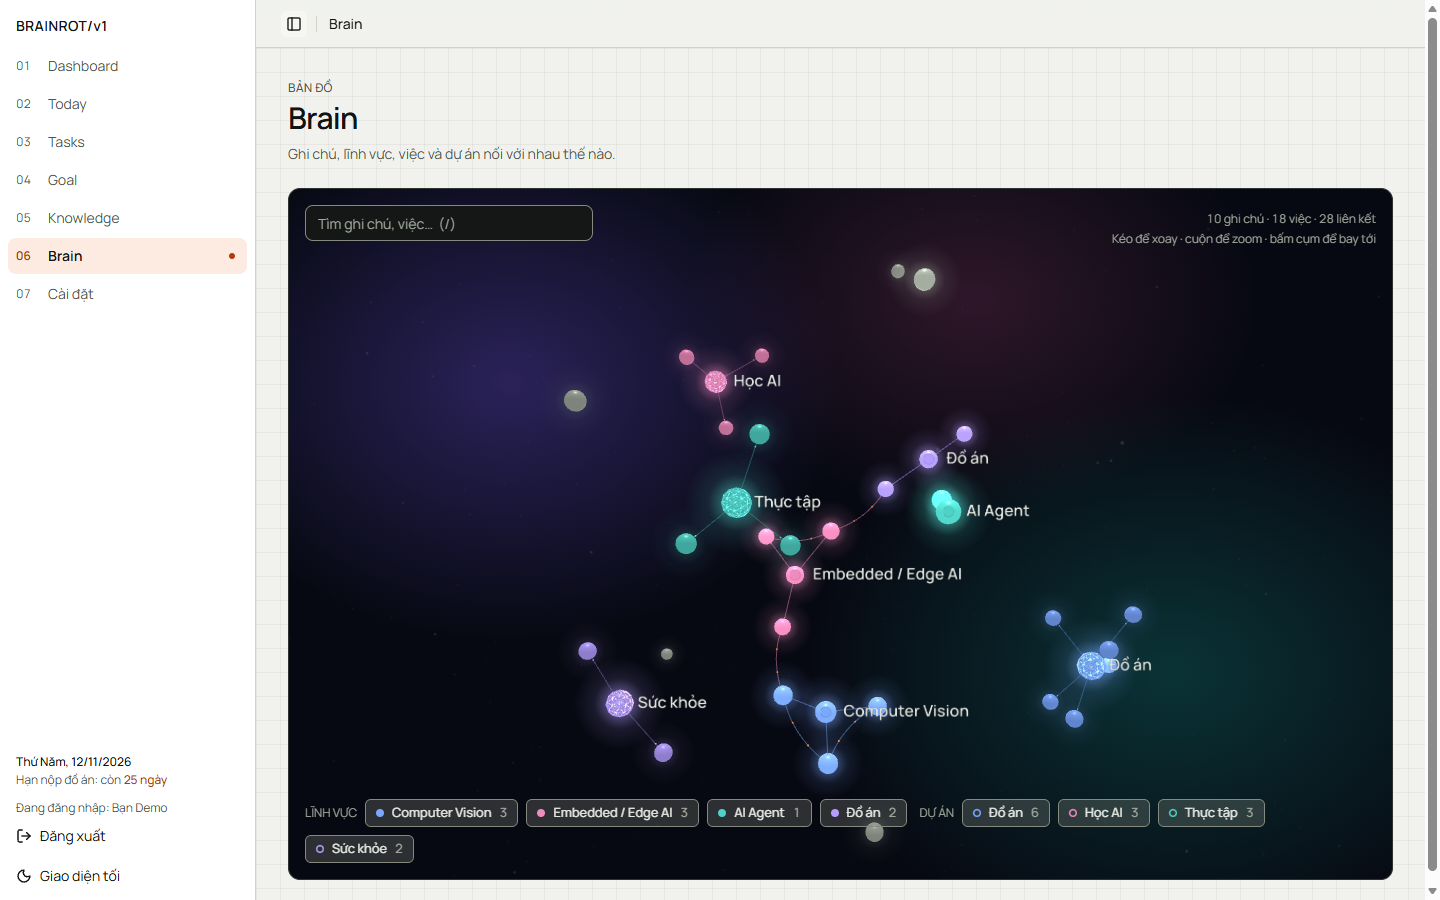 BRAINROT/v1
01 Dashboard
02 Today
03 Tasks
04 Goal
05 Knowledge
06 Brain
07 Cài đặt
Thứ Năm, 12/11/2026
Hạn nộp đồ án: còn 25 ngày
Đang đăng nhập: Bạn Demo
Đăng xuất
Giao diện tối
Brain
BẢN ĐỒ
Brain
Ghi chú, lĩnh vực, việc và dự án nối với nhau thế nào.
Tìm ghi chú, việc... (/)
10 ghi chú · 18 việc · 28 liên kết
Kéo để xoay · cuộn để zoom · bấm cụm để bay tới
Học AI
Đồ án
Thực tập
AI Agent
Embedded / Edge AI
Đồ án
Sức khỏe
Computer Vision
LĨNH VỰC Computer Vision 3 Embedded / Edge AI 3 AI Agent 1 Đồ án 2 DỰ ÁN Đồ án 6 Học AI 3 Thực tập 3
Sức khỏe 2